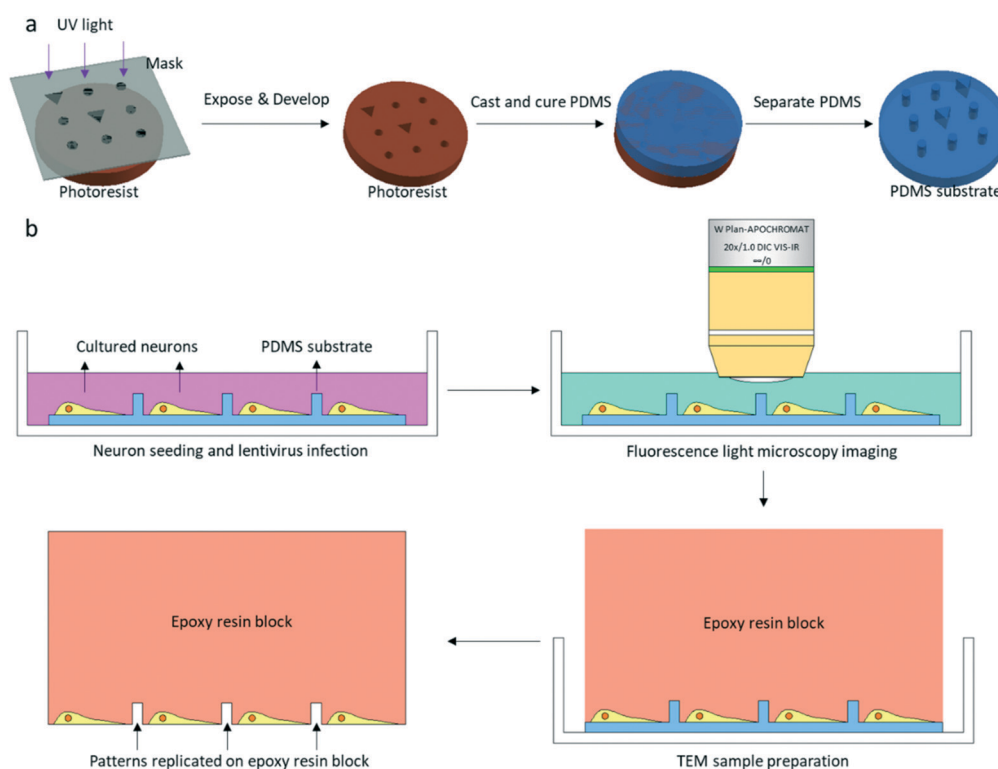 a
UV light
Mask
Expose & Develop
Cast and cure PDMS
Separate PDMS
Photoresist
Photoresist
PDMS substrate
b
W Plan-APOCHROMAT
20x/1.0 DIC VIS-IR
∞/0
Cultured neurons
PDMS substrate
Neuron seeding and lentivirus infection
Fluorescence light microscopy imaging
Epoxy resin block
Epoxy resin block
Patterns replicated on epoxy resin block
TEM sample preparation